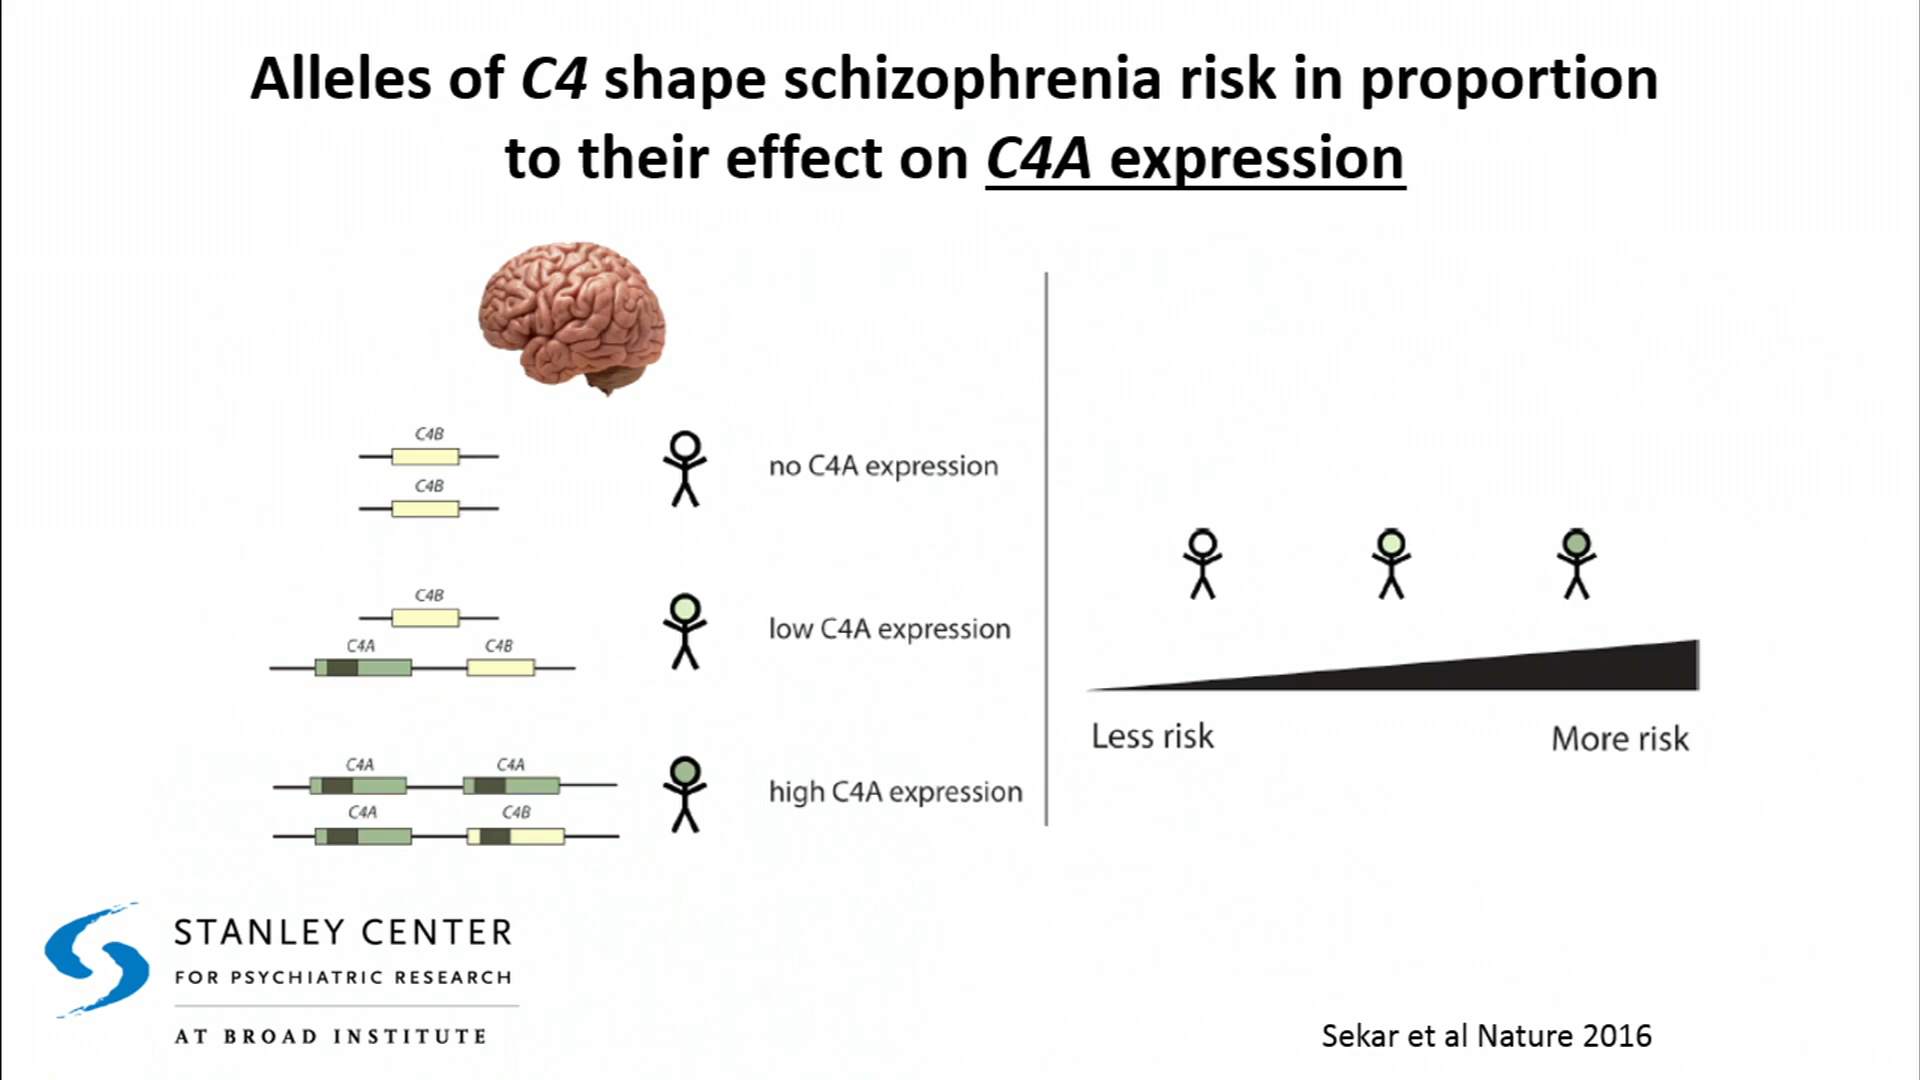 Alleles of C4 shape schizophrenia risk in proportion
to their effect on C4A expression
C4B
C4B
no C4A expression
C4B
C4A C4B
low C4A expression
C4A C4A
C4A C4B
high C4A expression
Less risk
More risk
STANLEY CENTER
FOR PSYCHIATRIC RESEARCH
AT BROAD INSTITUTE
Sekar et al Nature 2016